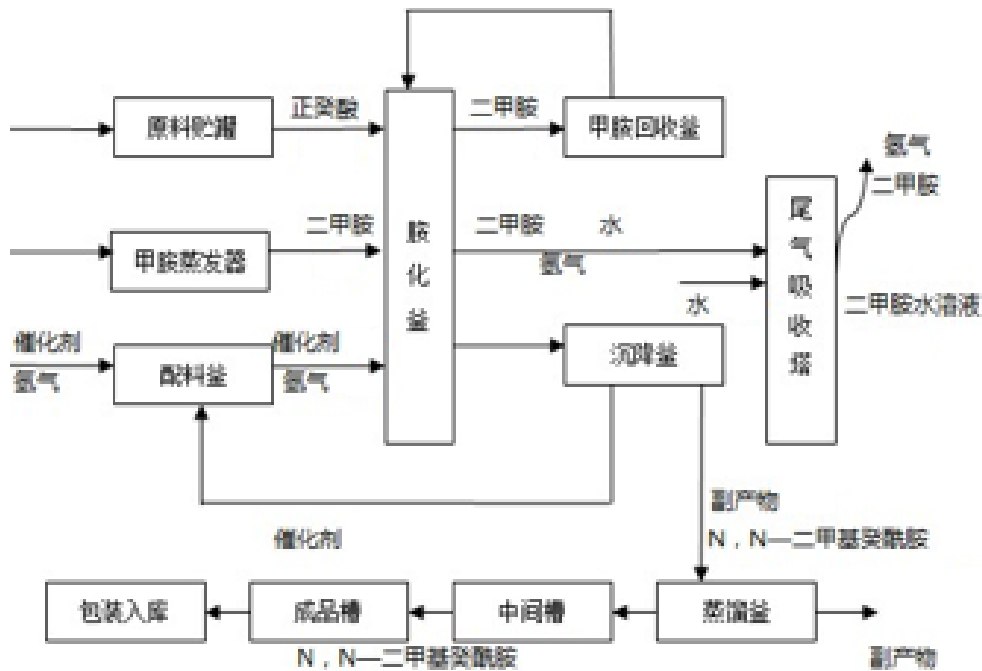 正癸酸
二甲胺
原料贮罐
甲胺回收釜
氨气
二甲胺
二甲胺
二甲胺
水
氢气
胺化釜
尾气吸收塔
甲胺蒸发器
水
二甲胺水溶液
催化剂
催化剂
氢气
氢气
配料釜
沉降釜
副产物
催化剂
N，N—二甲基癸酰胺
包装入库
成品槽
中间槽
蒸馏釜
N，N—二甲基癸酰胺
副产物